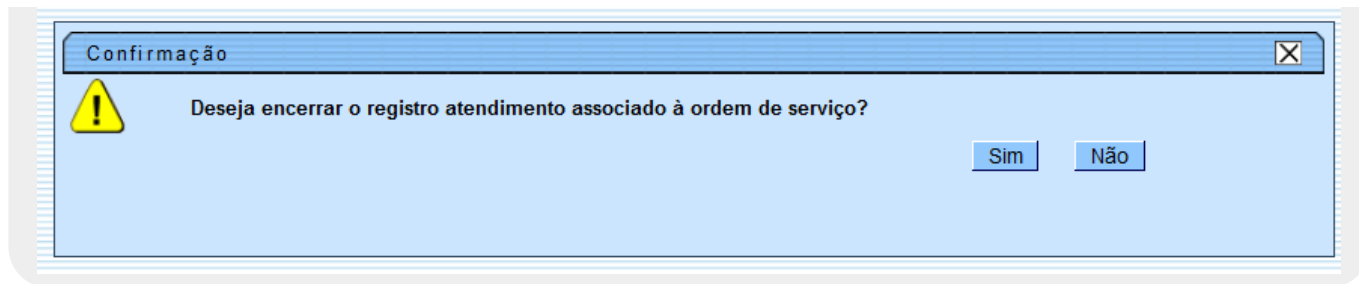 Confirmação
Deseja encerrar o registro atendimento associado à ordem de serviço?
Sim Não